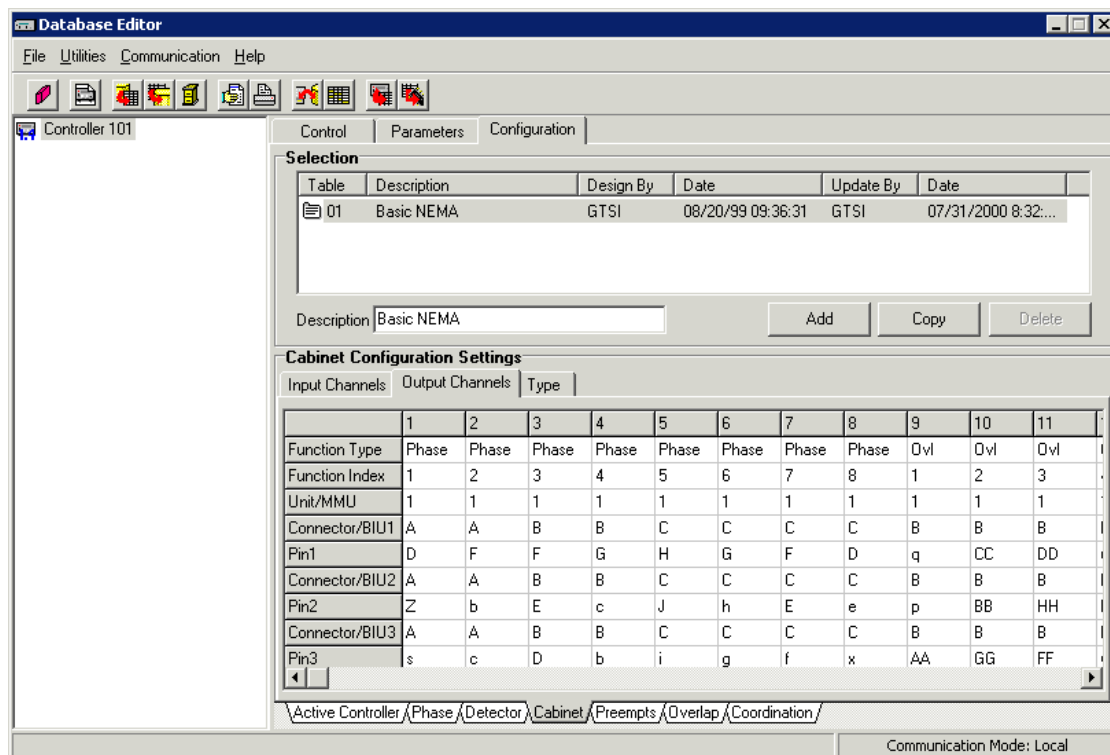 Database Editor
File Utilities Communication Help
Controller 101
Control Parameters Configuration
Selection
Table Description Design By Date Update By Date
01 Basic NEMA GTSI 08/20/99 09:36:31 GTSI 07/31/2000 8:32:...
Description Basic NEMA Add Copy Delete
Cabinet Configuration Settings
Input Channels Output Channels Type
1 2 3 4 5 6 7 8 9 10 11
Function Type Phase Phase Phase Phase Phase Phase Phase Phase Ovl Ovl Ovl
Function Index 1 2 3 4 5 6 7 8 1 2 3
Unit/MMU 1 1 1 1 1 1 1 1 1 1 1
Connector/BIU1 A A B B C C C C B B B
Pin1 D F F G H G F D q CC DD
Connector/BIU2 A A B B C C C C B B B
Pin2 Z b E c J h E e p BB HH
Connector/BIU3 A A B B C C C C B B B
Pin3 s c D b i g f x AA GG FF
Active Controller Phase Detector Cabinet Preempts Overlap Coordination
Communication Mode: Local